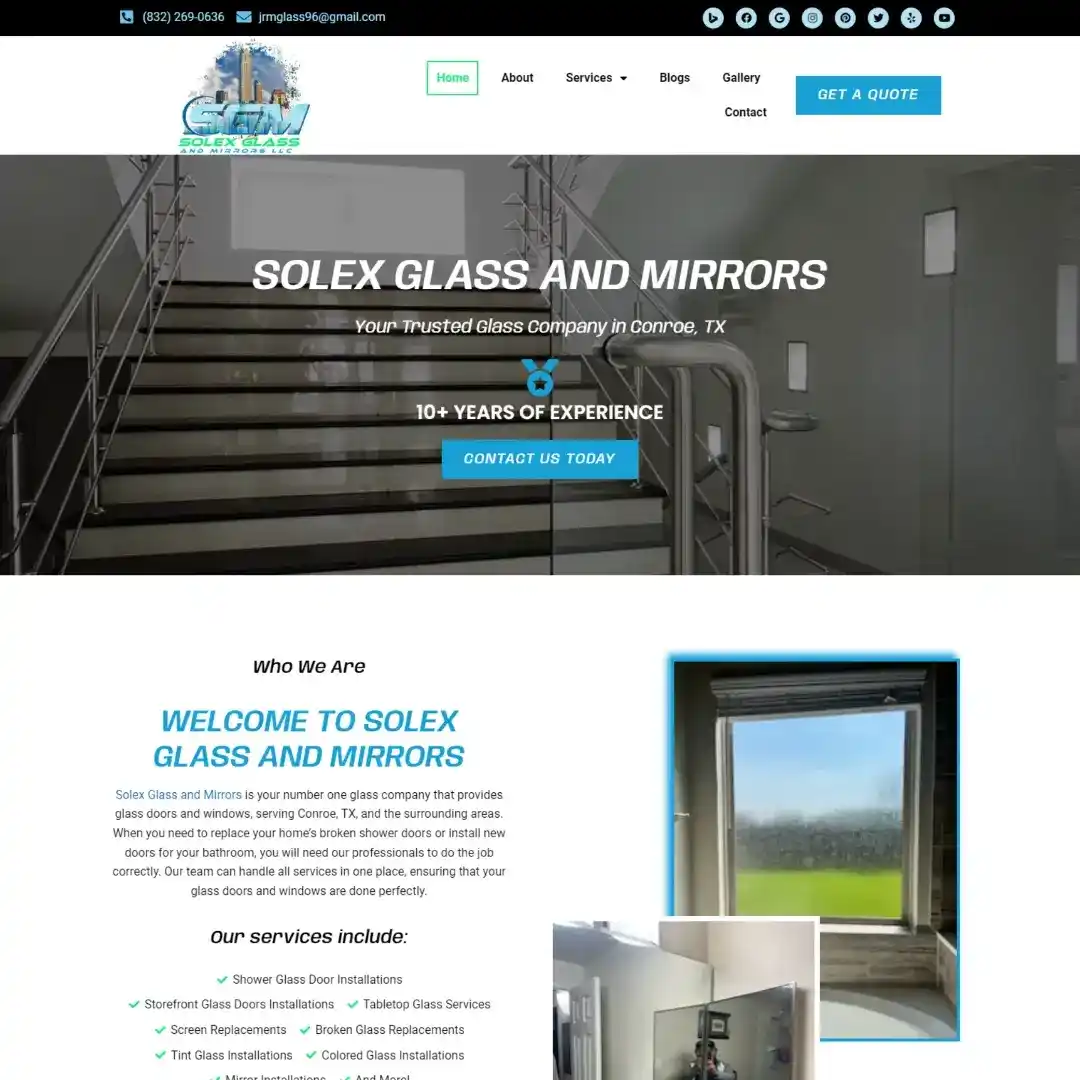 (832) 269-0636 jrmglass96@gmail.com
SGM
SOLEX GLASS
AND MIRRORS LLC
Home About Services Blogs Gallery
Contact
GET A QUOTE
SOLEX GLASS AND MIRRORS
Your Trusted Glass Company in Conroe, TX
10+ YEARS OF EXPERIENCE
CONTACT US TODAY
Who We Are
WELCOME TO SOLEX
GLASS AND MIRRORS
Solex Glass and Mirrors is your number one glass company that provides
glass doors and windows, serving Conroe, TX, and the surrounding areas.
When you need to replace your home’s broken shower doors or install new
doors for your bathroom, you will need our professionals to do the job
correctly. Our team can handle all services in one place, ensuring that your
glass doors and windows are done perfectly.
Our services include:
Shower Glass Door Installations
Storefront Glass Doors Installations Tabletop Glass Services
Screen Replacements Broken Glass Replacements
Tint Glass Installations Colored Glass Installations
Mirror Installations And More!